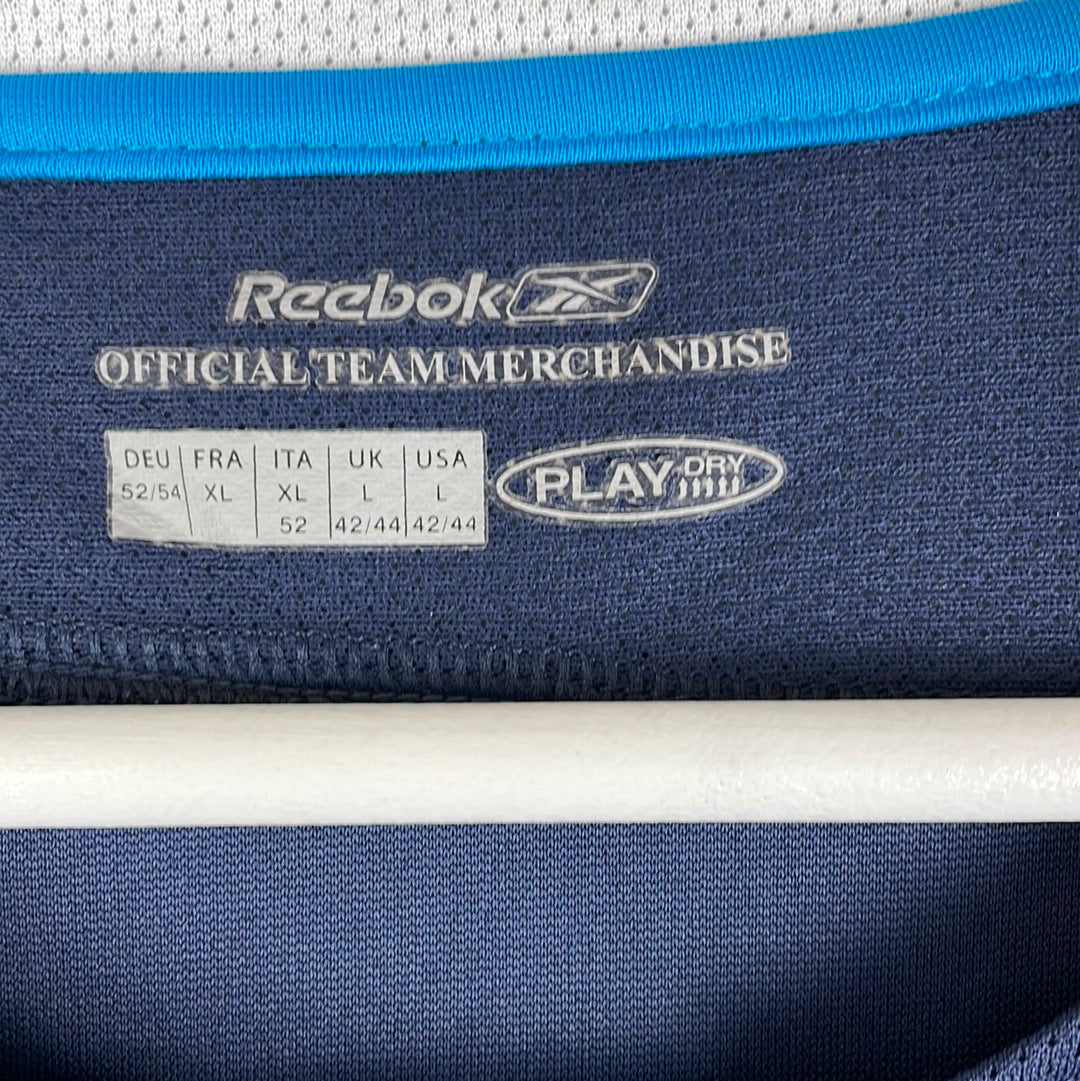 Reebok
OFFICIAL TEAM MERCHANDISE
DEU FRA ITA UK USA
52/54 XL XL L L
52 42/44 42/44
PLAY DRY